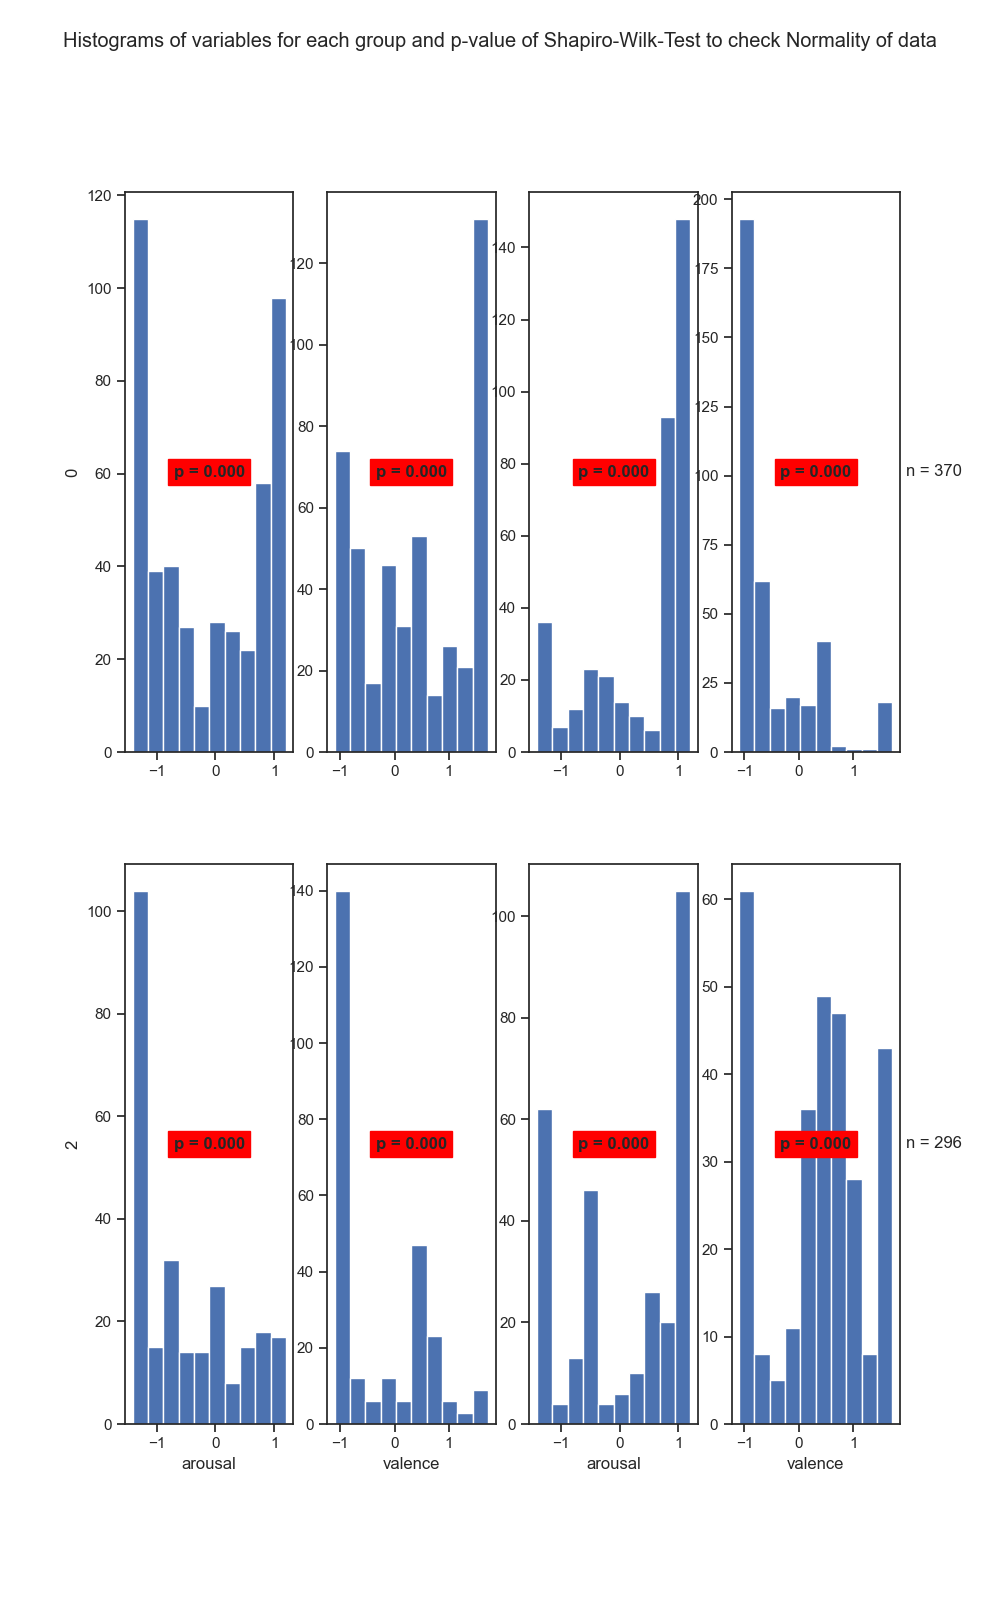 Histograms of variables for each group and p-value of Shapiro-Wilk-Test to check Normality of data
120
100
80
60
40
20
0
−1 0 1
0
p = 0.000
120
100
80
60
40
20
0
−1 0 1
p = 0.000
140
120
100
80
60
40
20
0
−1 0 1
p = 0.000
200
175
150
125
100
75
50
25
0
−1 0 1
p = 0.000
n = 370
100
80
60
40
20
0
−1 0 1
arousal
2
p = 0.000
140
120
100
80
60
40
20
0
−1 0 1
valence
p = 0.000
100
80
60
40
20
0
−1 0 1
arousal
p = 0.000
60
50
40
30
20
10
0
−1 0 1
valence
p = 0.000
n = 296